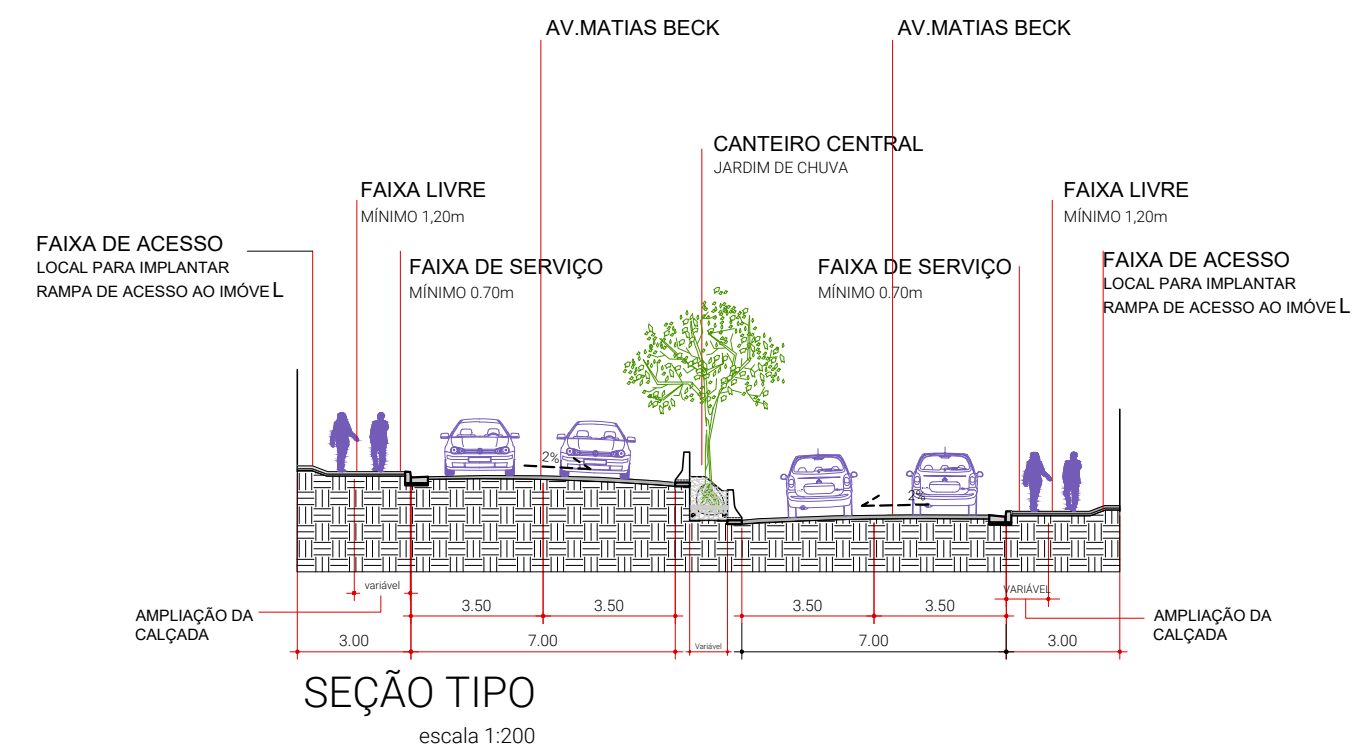 AV.MATIAS BECK
AV.MATIAS BECK
CANTEIRO CENTRAL
JARDIM DE CHUVA
FAIXA LIVRE
MÍNIMO 1,20m
FAIXA LIVRE
MÍNIMO 1,20m
FAIXA DE ACESSO
LOCAL PARA IMPLANTAR
RAMPA DE ACESSO AO IMÓVEL
FAIXA DE SERVIÇO
MÍNIMO 0.70m
FAIXA DE SERVIÇO
MÍNIMO 0.70m
FAIXA DE ACESSO
LOCAL PARA IMPLANTAR
RAMPA DE ACESSO AO IMÓVEL
2%
2%
variável
VARIÁVEL
3.50
3.50
3.50
3.50
AMPLIAÇÃO DA
CALÇADA
AMPLIAÇÃO DA
CALÇADA
3.00
7.00
Variável
7.00
3.00
SEÇÃO TIPO
escala 1:200